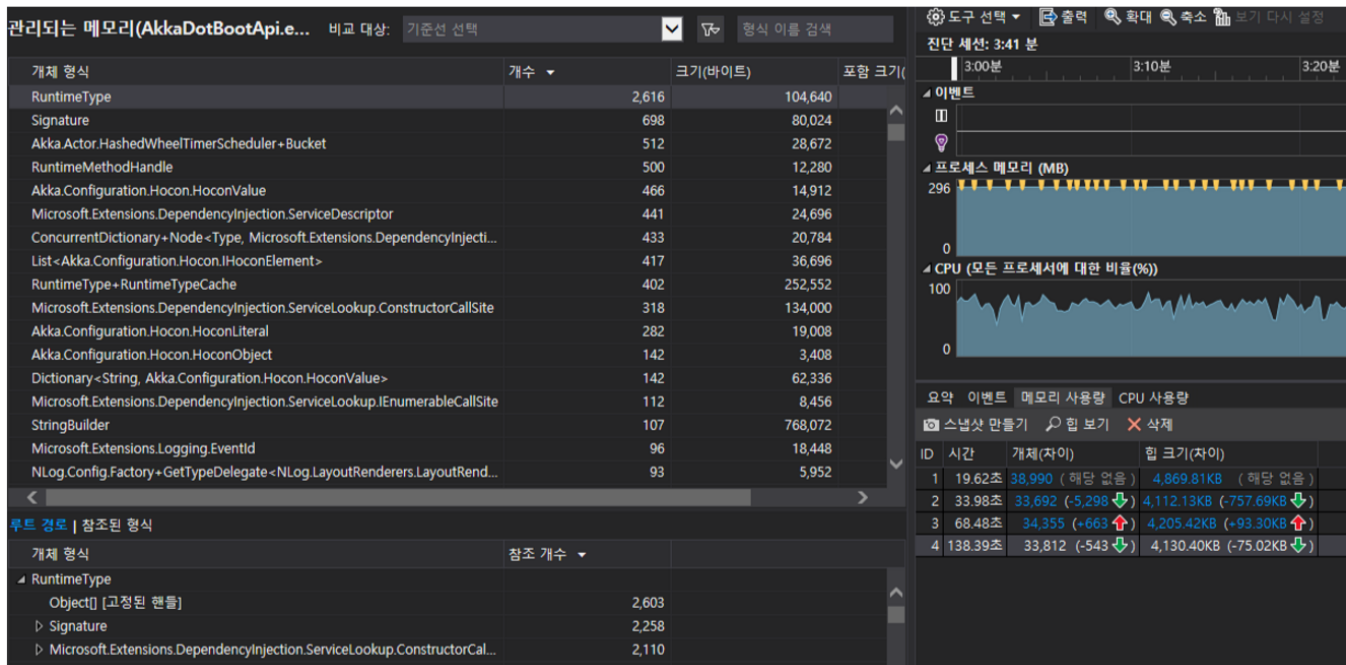 관리되는 메모리(AkkaDotBootApi.e... 비교 대상: 기준선 선택 형식 이름 검색
개체 형식 개수 크기(바이트) 포함 크기(
RuntimeType 2,616 104,640
Signature 698 80,024
Akka.Actor.HashedWheelTimerScheduler+Bucket 512 28,672
RuntimeMethodHandle 500 12,280
Akka.Configuration.Hocon.HoconValue 466 14,912
Microsoft.Extensions.DependencyInjection.ServiceDescriptor 441 24,696
ConcurrentDictionary+Node<Type, Microsoft.Extensions.DependencyInjecti... 433 20,784
List<Akka.Configuration.Hocon.IHoconElement> 417 36,696
RuntimeType+RuntimeTypeCache 402 252,552
Microsoft.Extensions.DependencyInjection.ServiceLookup.ConstructorCallSite 318 134,000
Akka.Configuration.Hocon.HoconLiteral 282 19,008
Akka.Configuration.Hocon.HoconObject 142 3,408
Dictionary<String, Akka.Configuration.Hocon.HoconValue> 142 62,336
Microsoft.Extensions.DependencyInjection.ServiceLookup.IEnumerableCallSite 112 8,456
StringBuilder 107 768,072
Microsoft.Extensions.Logging.EventId 96 18,448
NLog.Config.Factory+GetTypeDelegate<NLog.LayoutRenderers.LayoutRend... 93 5,952
루트 경로 | 참조된 형식
개체 형식 참조 개수
RuntimeType
Object[] [고정된 핸들] 2,603
Signature 2,258
Microsoft.Extensions.DependencyInjection.ServiceLookup.ConstructorCal... 2,110
도구 선택 출력 확대 축소 보기 다시 설정
진단 세션: 3:41 분
3:00분 3:10분 3:20분
이벤트
프로세스 메모리 (MB)
296
0
CPU (모든 프로세서에 대한 비율(%))
100
0
요약 이벤트 메모리 사용량 CPU 사용량
스냅샷 만들기 힙 보기 삭제
ID 시간 개체(차이) 힙 크기(차이)
1 19.62초 38,990 (해당 없음) 4,869.81KB (해당 없음)
2 33.98초 33,692 (-5,298) 4,112.13KB (-757.69KB)
3 68.48초 34,355 (+663) 4,205.42KB (+93.30KB)
4 138.39초 33,812 (-543) 4,130.40KB (-75.02KB)